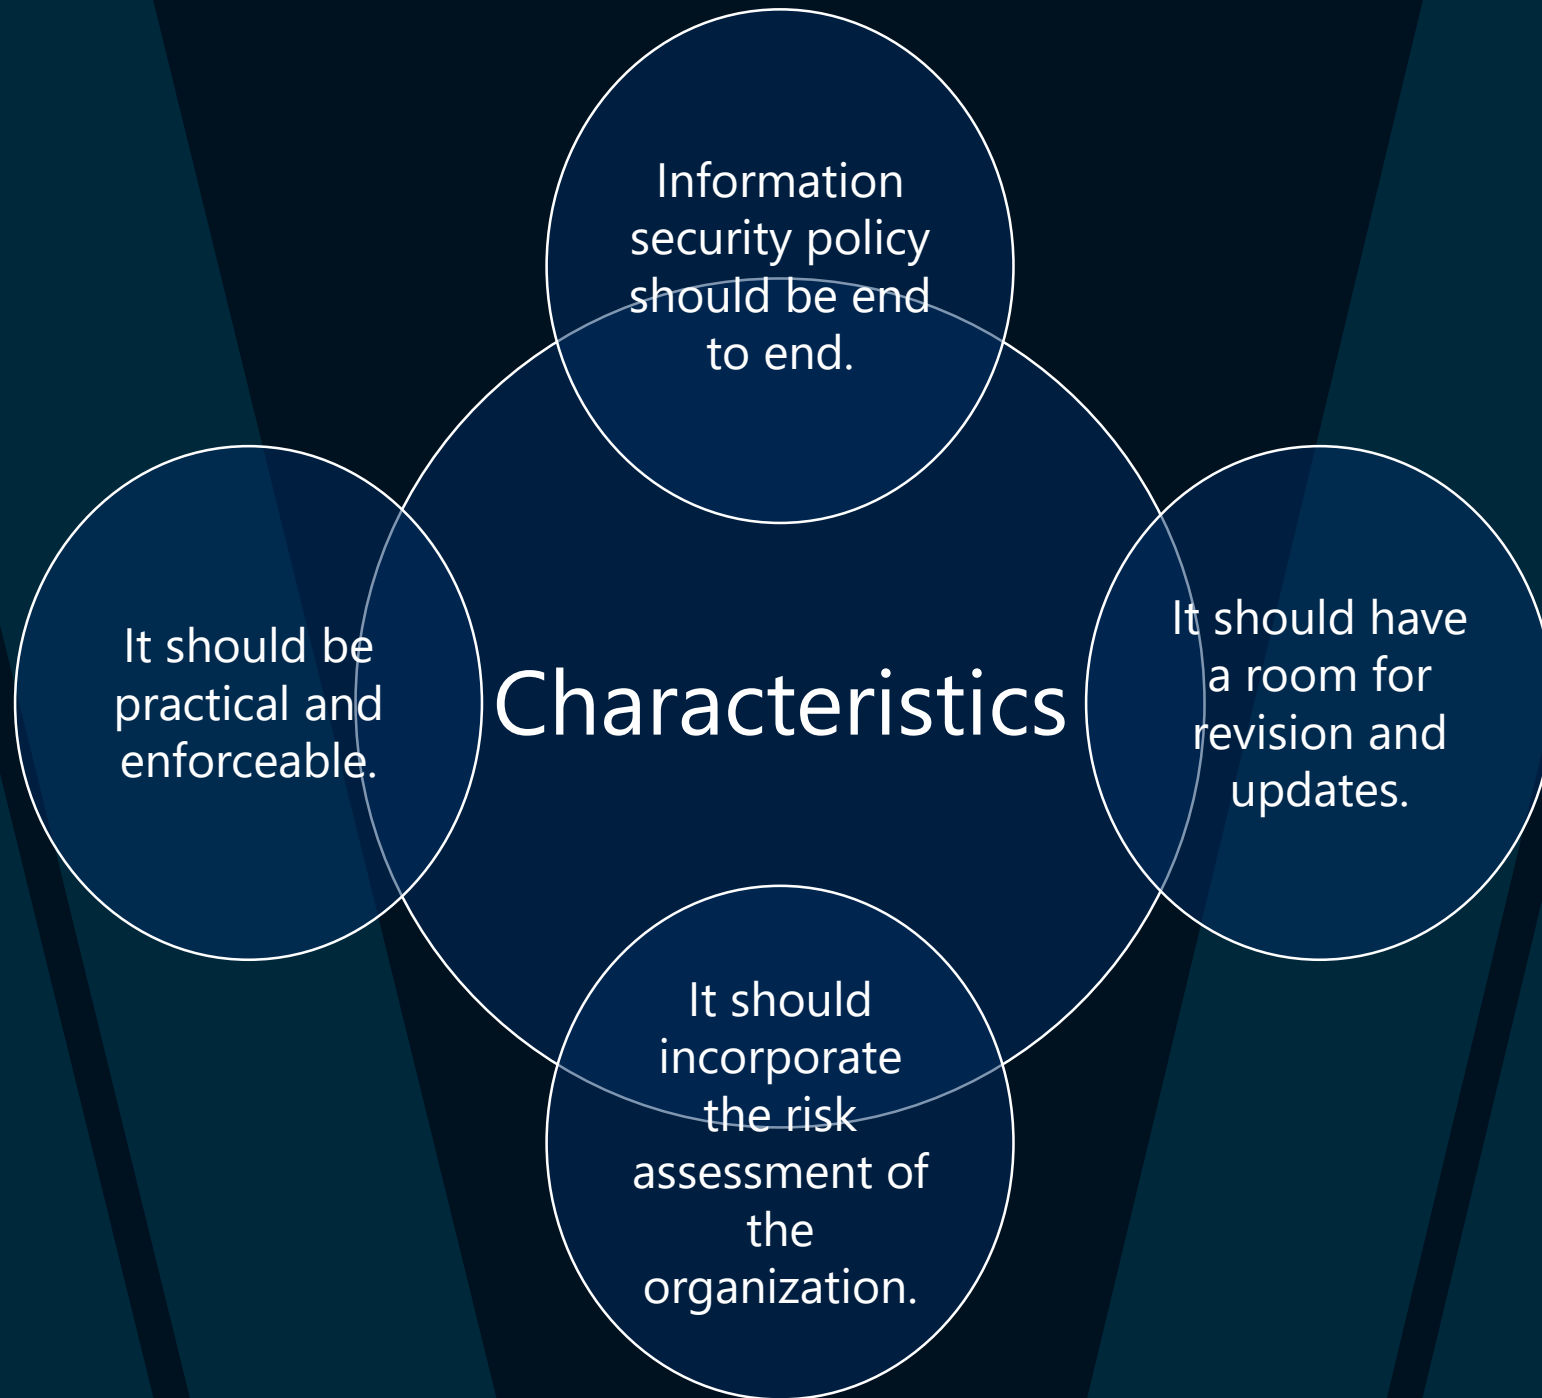 Information
security policy
should be end
to end.
It should be
practical and
enforceable.
Characteristics
It should have
a room for
revision and
updates.
It should
incorporate
the risk
assessment of
the
organization.